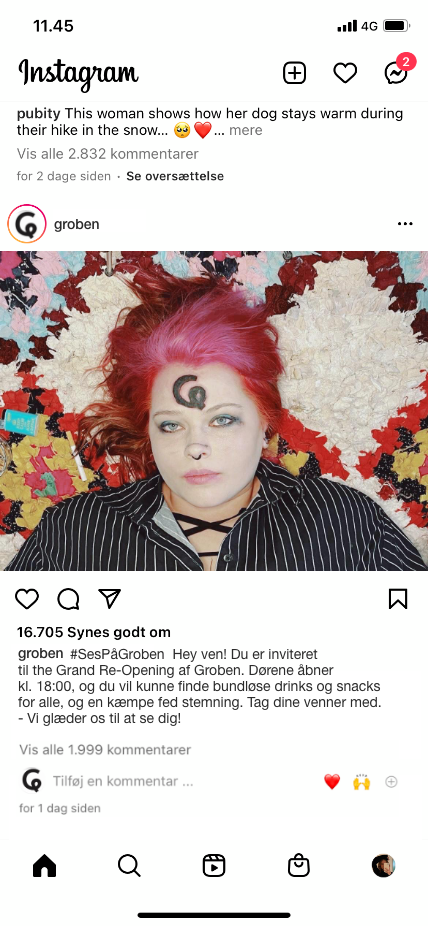 11.45
4G
Instagram
2
pubity This woman shows how her dog stays warm during
their hike in the snow... 🥺❤️... mere
Vis alle 2.832 kommentarer
for 2 dage siden · Se oversættelse
groben
16.705 Synes godt om
groben #SesPåGroben Hey ven! Du er inviteret
til the Grand Re-Opening af Groben. Dørene åbner
kl. 18:00, og du vil kunne finde bundløse drinks og snacks
for alle, og en kæmpe fed stemning. Tag dine venner med.
- Vi glæder os til at se dig!
Vis alle 1.999 kommentarer
Tilføj en kommentar ...
for 1 dag siden